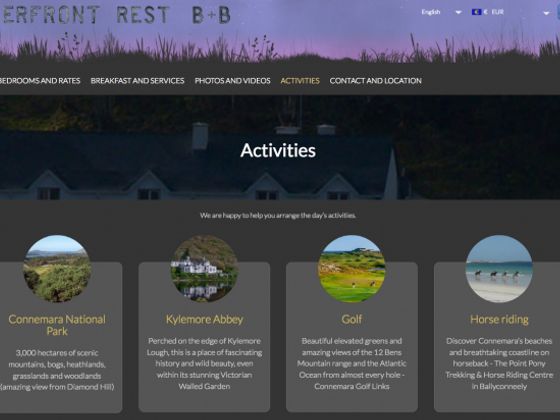 ERFRONT REST B+B
English
€ € EUR
BEDROOMS AND RATES BREAKFAST AND SERVICES PHOTOS AND VIDEOS ACTIVITIES CONTACT AND LOCATION
Activities
We are happy to help you arrange the day's activities.
Connemara National
Park
3,000 hectares of scenic
mountains, bogs, heathlands,
grasslands and woodlands
(amazing view from Diamond Hill)
Kylemore Abbey
Perched on the edge of Kylemore
Lough, this is a place of fascinating
history and wild beauty, even
within its stunning Victorian
Walled Garden
Golf
Beautiful elevated greens and
amazing views of the 12 Bens
Mountain range and the Atlantic
Ocean from almost every hole -
Connemara Golf Links
Horse riding
Discover Connemara's beaches
and breathtaking coastline on
horseback - The Point Pony
Trekking & Horse Riding Centre
in Ballyconneely